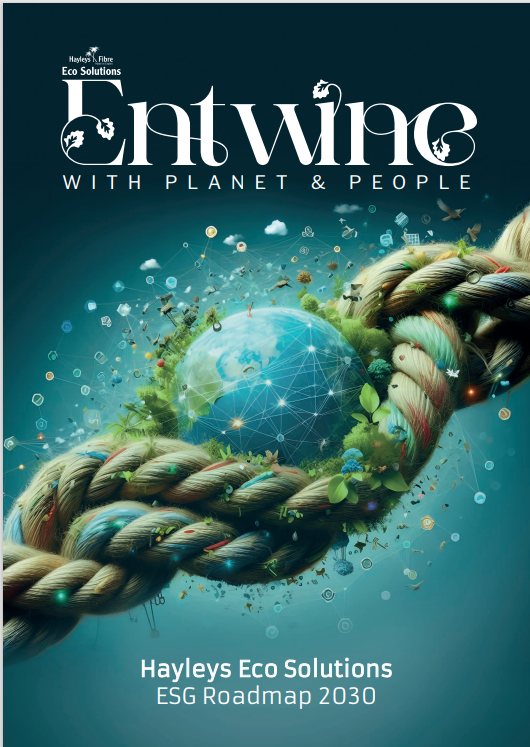 Hayleys Fibre
Eco Solutions
Entwine
WITH PLANET & PEOPLE
Hayleys Eco Solutions
ESG Roadmap 2030